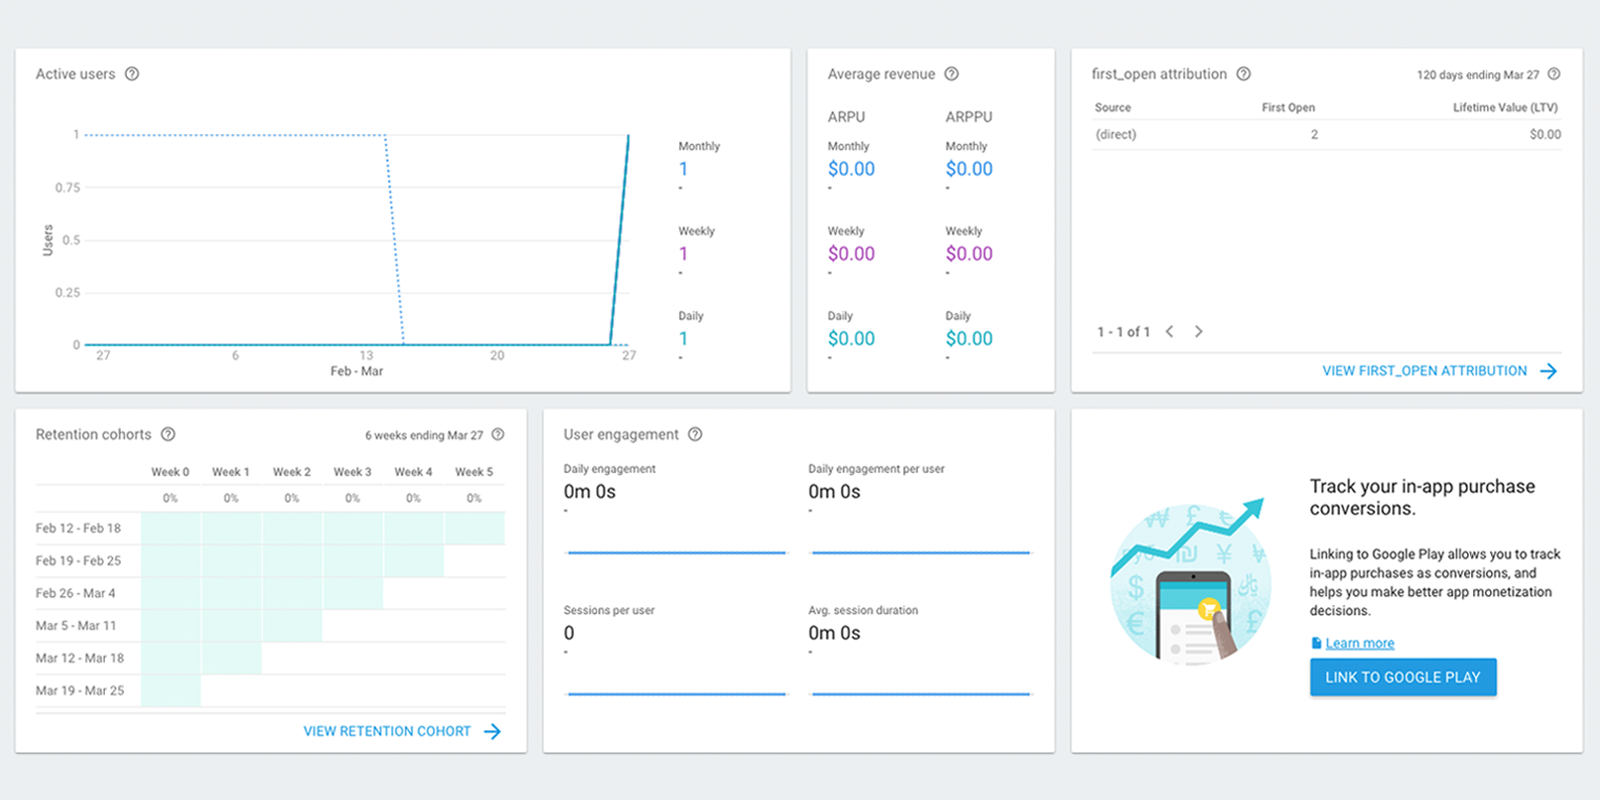 Active users
1
0.75
0.5
0.25
0
Users
27 6 13 20 27
Feb - Mar
Monthly
1
-
Weekly
1
-
Daily
1
-
Average revenue
ARPU ARPPU
Monthly Monthly
$0.00 $0.00
- -
Weekly Weekly
$0.00 $0.00
- -
Daily Daily
$0.00 $0.00
- -
first_open attribution 120 days ending Mar 27
Source First Open Lifetime Value (LTV)
(direct) 2 $0.00
1 - 1 of 1
VIEW FIRST_OPEN ATTRIBUTION
Retention cohorts 6 weeks ending Mar 27
Week 0 Week 1 Week 2 Week 3 Week 4 Week 5
0% 0% 0% 0% 0% 0%
Feb 12 - Feb 18
Feb 19 - Feb 25
Feb 26 - Mar 4
Mar 5 - Mar 11
Mar 12 - Mar 18
Mar 19 - Mar 25
VIEW RETENTION COHORT
User engagement
Daily engagement Daily engagement per user
0m 0s 0m 0s
- -
Sessions per user Avg. session duration
0 0m 0s
- -
Track your in-app purchase
conversions.
Linking to Google Play allows you to track
in-app purchases as conversions, and
helps you make better app monetization
decisions.
Learn more
LINK TO GOOGLE PLAY